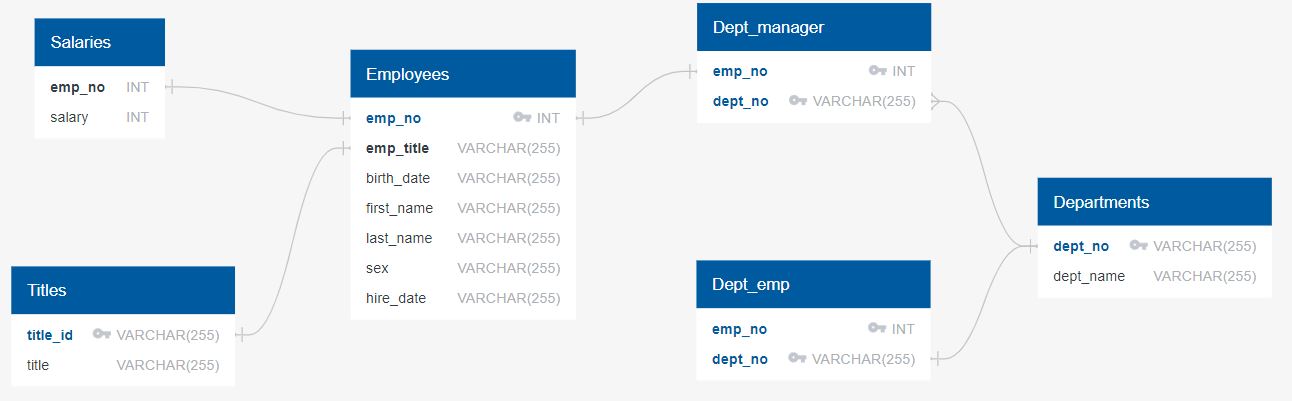 Salaries
emp_no INT
salary INT
Titles
title_id VARCHAR(255)
title VARCHAR(255)
Employees
emp_no INT
emp_title VARCHAR(255)
birth_date VARCHAR(255)
first_name VARCHAR(255)
last_name VARCHAR(255)
sex VARCHAR(255)
hire_date VARCHAR(255)
Dept_manager
emp_no INT
dept_no VARCHAR(255)
Dept_emp
emp_no INT
dept_no VARCHAR(255)
Departments
dept_no VARCHAR(255)
dept_name VARCHAR(255)